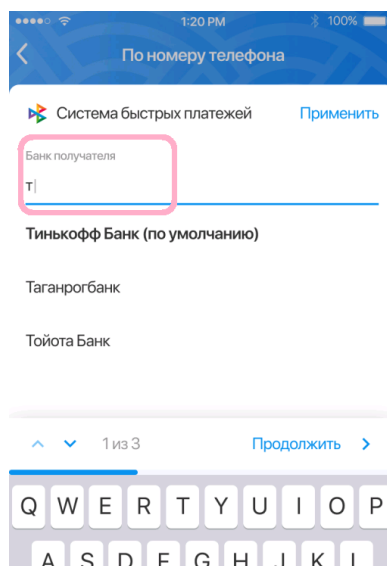 1:20 PM 100%
По номеру телефона
Система быстрых платежей Применить
Банк получателя
т
Тинькофф Банк (по умолчанию)
Таганрогбанк
Тойота Банк
1 из 3 Продолжить
Q W E R T Y U I O P
A S D F G H J K L